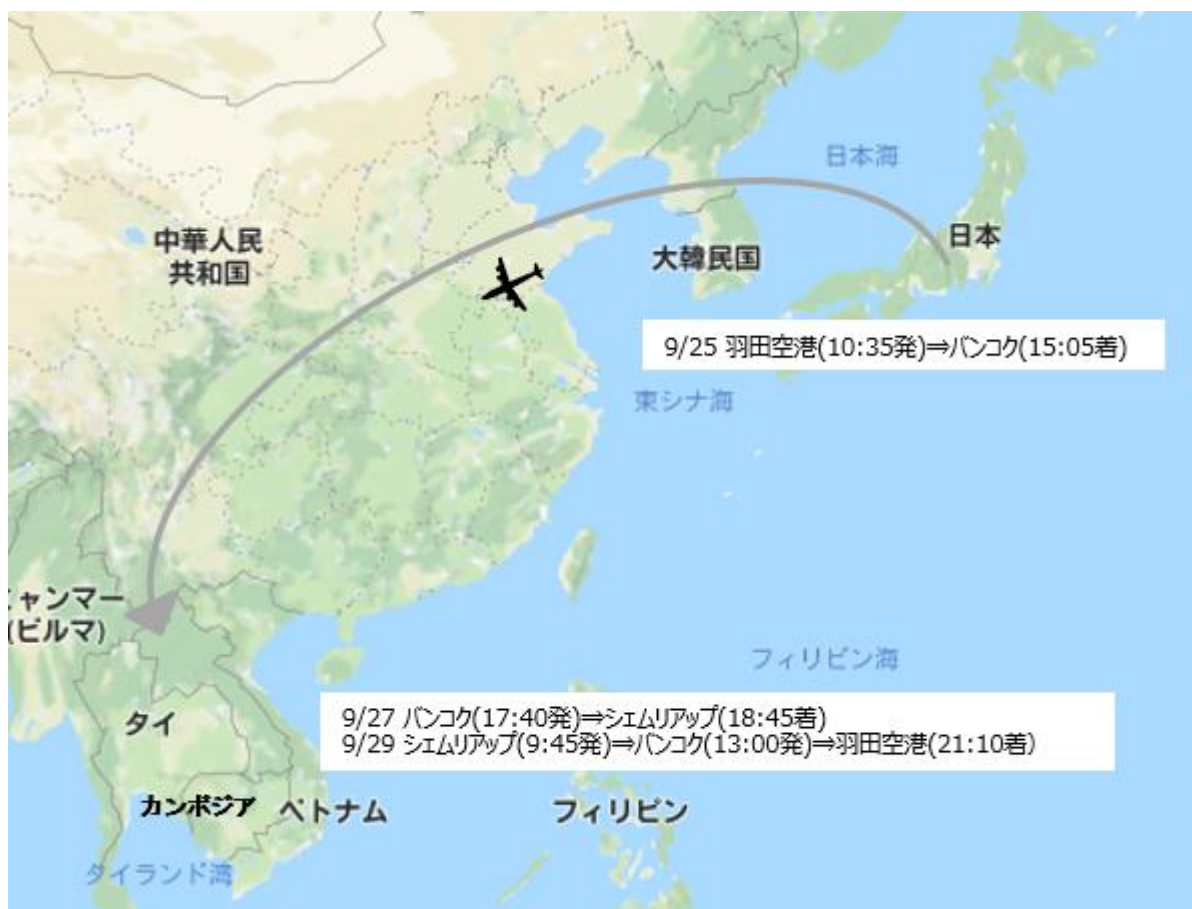 日本海
中華人民
共和国
日本
大韓民国
9/25 羽田空港(10:35発)⇒バンコク(15:05着)
東シナ海
ャンマー
(ビルマ)
フィリピン海
9/27 バンコク(17:40発)⇒シェムリアップ(18:45着)
9/29 シェムリアップ(9:45発)⇒バンコク(13:00発)⇒羽田空港(21:10着)
タイ
カンボジア
ベトナム
フィリピン
タイランド湾